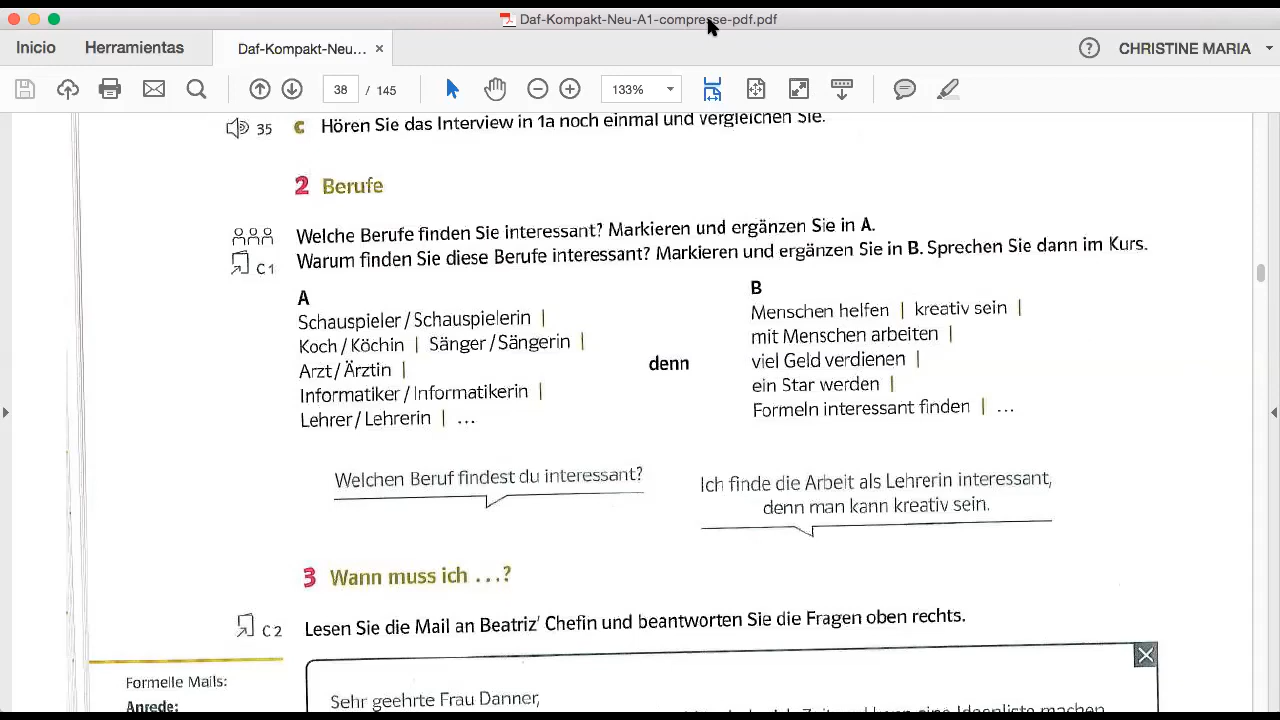 Daf-Kompakt-Neu-A1-compresse-pdf.pdf
Inicio
Herramientas
Daf-Kompakt-Neu... ×
CHRISTINE MARIA
38 / 145
133%
35 C Hören Sie das Interview in 1a noch einmal und vergleichen Sie.
2 Berufe
Welche Berufe finden Sie interessant? Markieren und ergänzen Sie in A.
C 1 Warum finden Sie diese Berufe interessant? Markieren und ergänzen Sie in B. Sprechen Sie dann im Kurs.
A
Schauspieler / Schauspielerin |
Koch / Köchin | Sänger / Sängerin |
Arzt / Ärztin |
Informatiker / Informatikerin |
Lehrer / Lehrerin | ...
denn
B
Menschen helfen | kreativ sein |
mit Menschen arbeiten |
viel Geld verdienen |
ein Star werden |
Formeln interessant finden | ...
Welchen Beruf findest du interessant?
Ich finde die Arbeit als Lehrerin interessant,
denn man kann kreativ sein.
3 Wann muss ich ...?
C 2 Lesen Sie die Mail an Beatriz' Chefin und beantworten Sie die Fragen oben rechts.
Formelle Mails:
Anrede:
Sehr geehrte Frau Danner,
eine Ideenliste machen